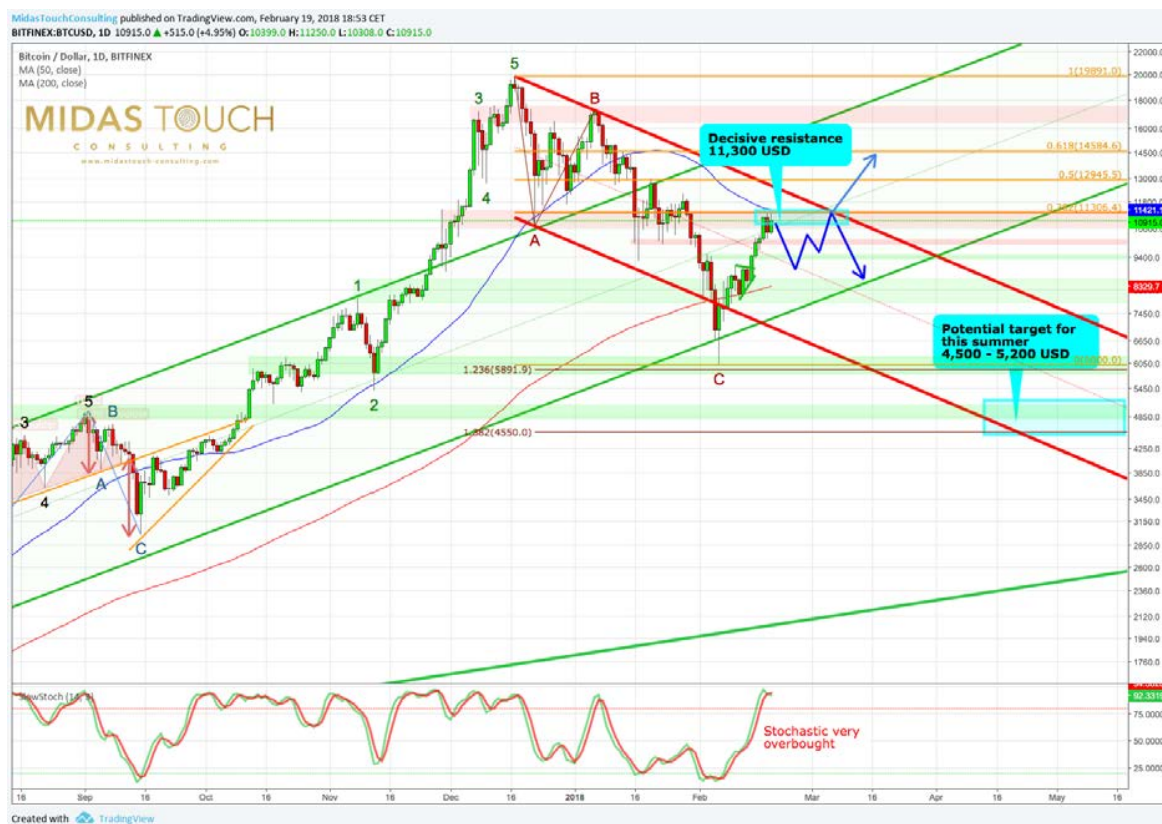 MidasTouchConsulting published on TradingView.com, February 19, 2018 18:53 CET
BITFINEX:BTCUSD, 1D 10915.0 ▲ +515.0 (+4.95%) O:10399.0 H:11250.0 L:10308.0 C:10915.0
Bitcoin / Dollar, 1D, BITFINEX
MA (50, close)
MA (200, close)
MIDAS TOUCH
CONSULTING
www.midastouch-consulting.com
5
3
4
B
A
1
2
C
3
5
B
4
A
C
1(19891.0)
0.618(14584.6)
0.5(12945.5)
Decisive resistance
11,300 USD
Potential target for
this summer
4,500 - 5,200 USD
1.236(5891.9)
22000.0
20000.0
18000.0
16000.0
14500.0
13000.0
11800.0
11421.1
10915.0
9400.0
8329.7
7450.0
6650.0
6050.0
5450.0
4850.0
4250.0
3850.0
3450.0
3150.0
2850.0
2600.0
2360.0
2120.0
1940.0
1760.0
Stochastic very
overbought
75.0000
50.0000
25.0000
16
Sep
16
Oct
16
Nov
16
Dec
16
2018
16
Feb
Mar
16
Apr
16
May
16
Created with TradingView